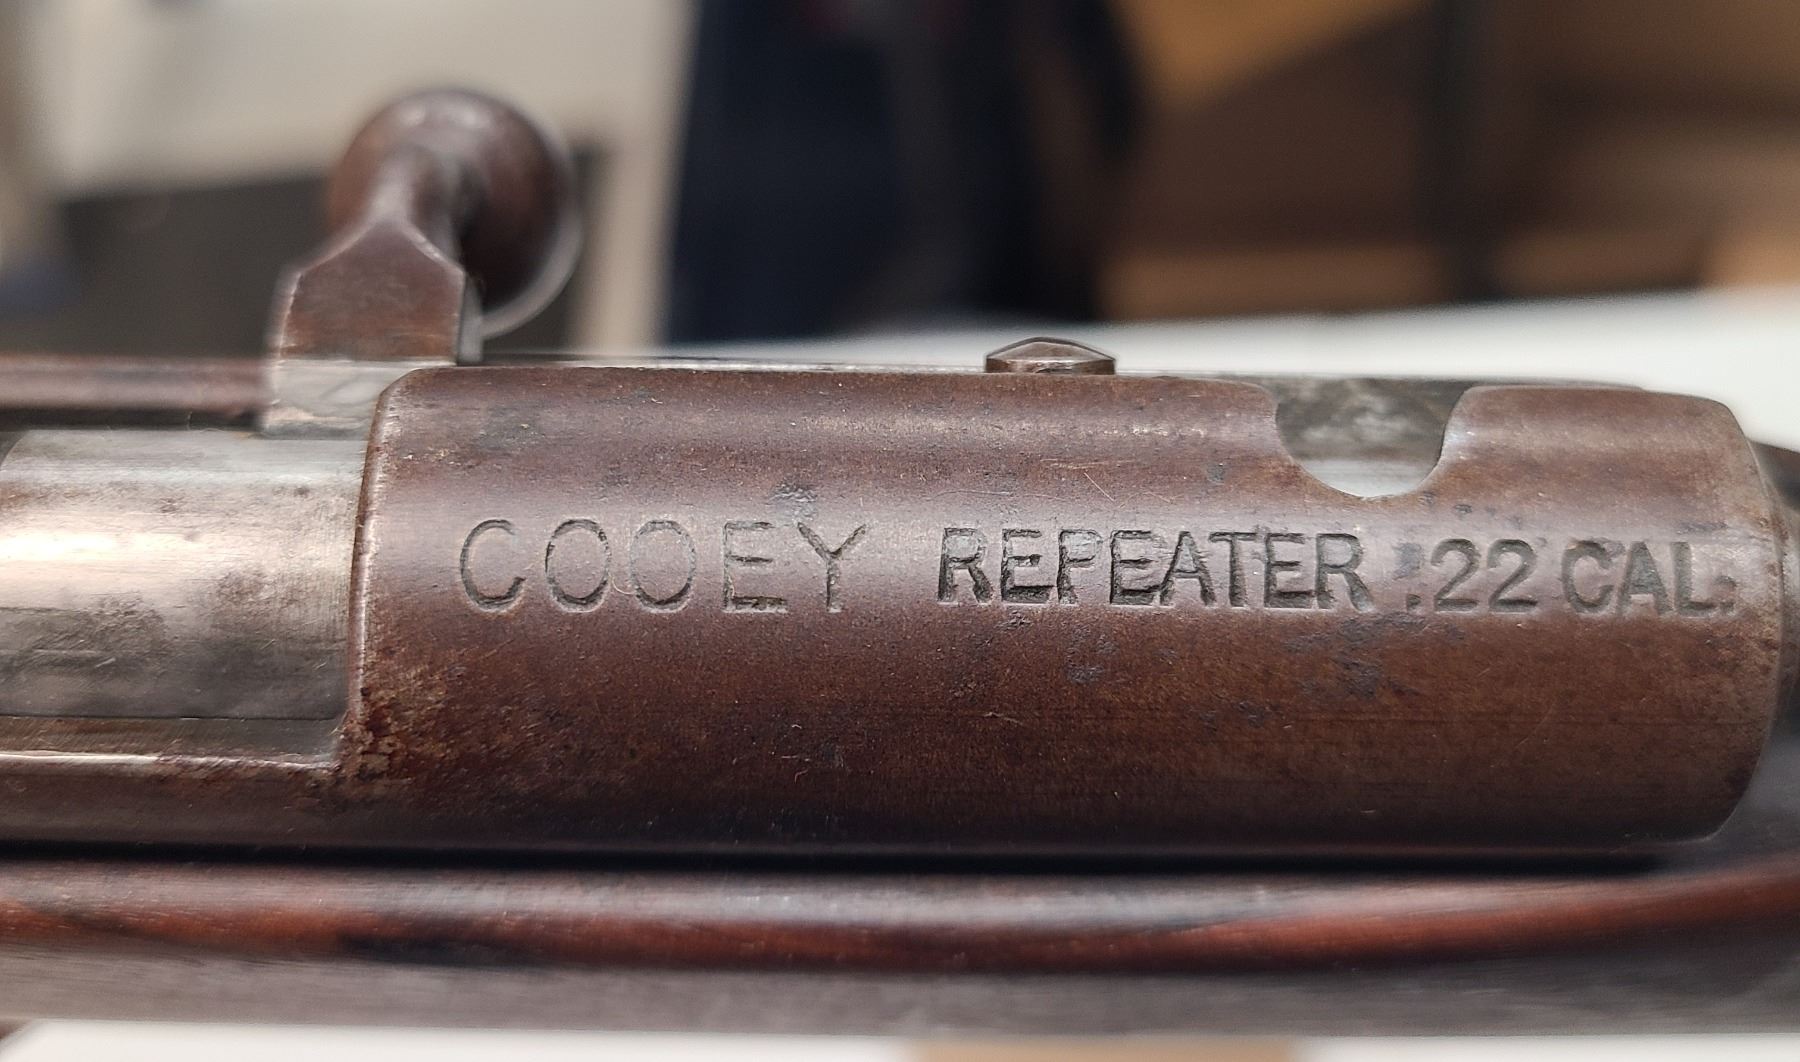 COOEY REPEATER .22 CAL.